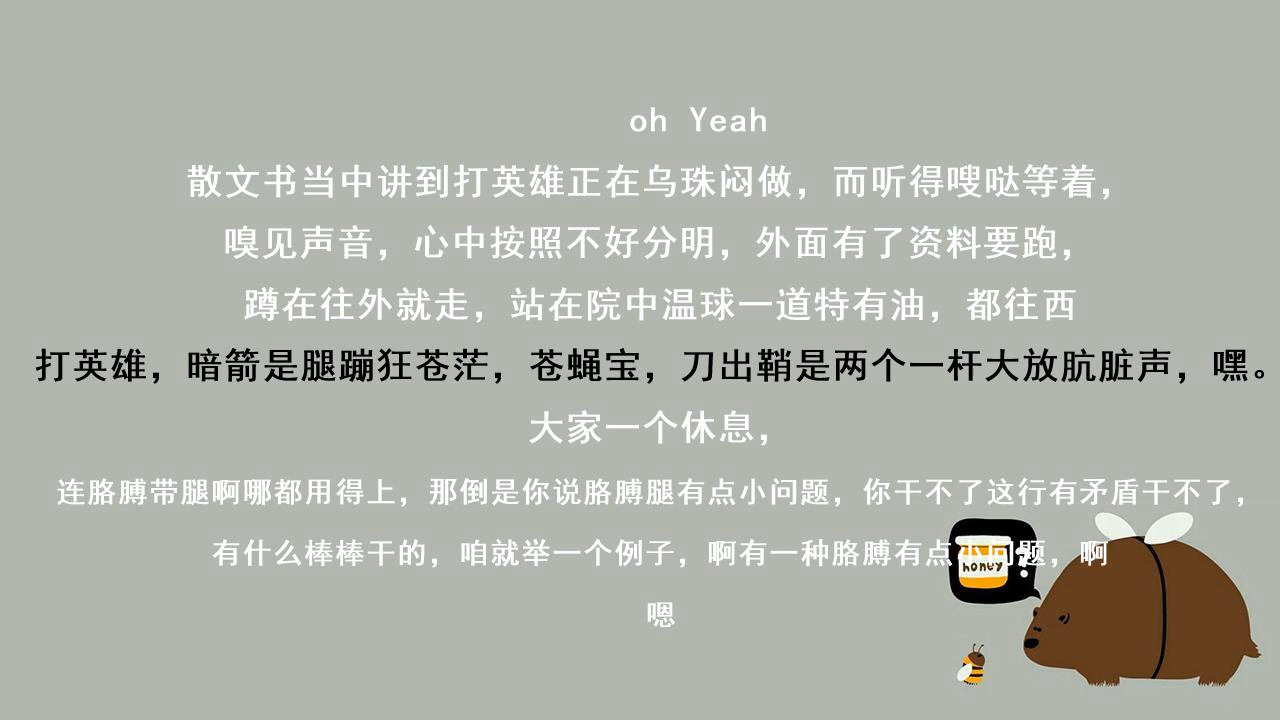 oh Yeah
散文书当中讲到打英雄正在乌珠闷做，而听得嗖哒等着，
嗅见声音，心中按照不好分明，外面有了资料要跑，
蹲在往外就走，站在院中温球一道特有油，都往西
打英雄，暗箭是腿蹦狂苍茫，苍蝇宝，刀出鞘是两个一杆大放肮脏声，嘿。
大家一个休息，
连胳膊带腿啊哪都用得上，那倒是你说胳膊腿有点小问题，你干不了这行有矛盾干不了，
有什么棒棒干的，咱就举一个例子，啊有一种胳膊有点小问题，啊
嗯
honey
?